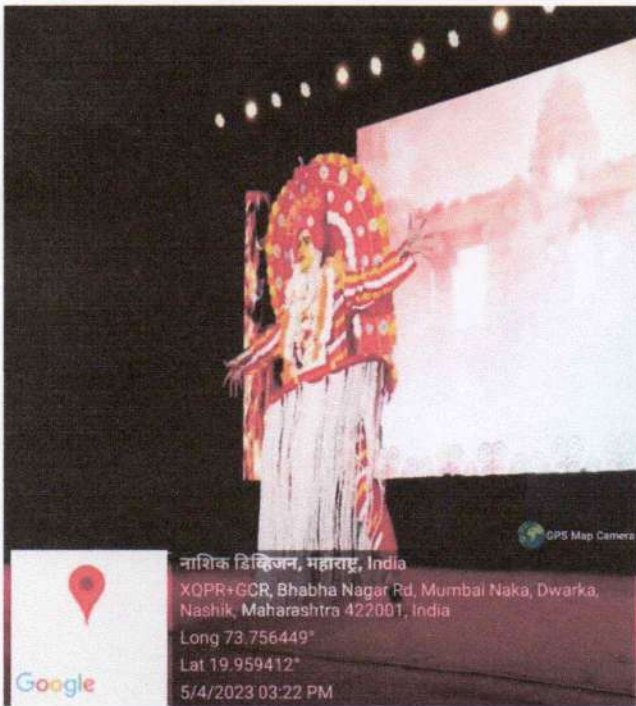 GPS Map Camera
नाशिक डिव्हिजन, महाराष्ट्र, India
XQPR+GCR, Bhabha Nagar Rd, Mumbai Naka, Dwarka,
Nashik, Maharashtra 422001, India
Long 73.756449°
Lat 19.959412°
5/4/2023 03:22 PM
Google